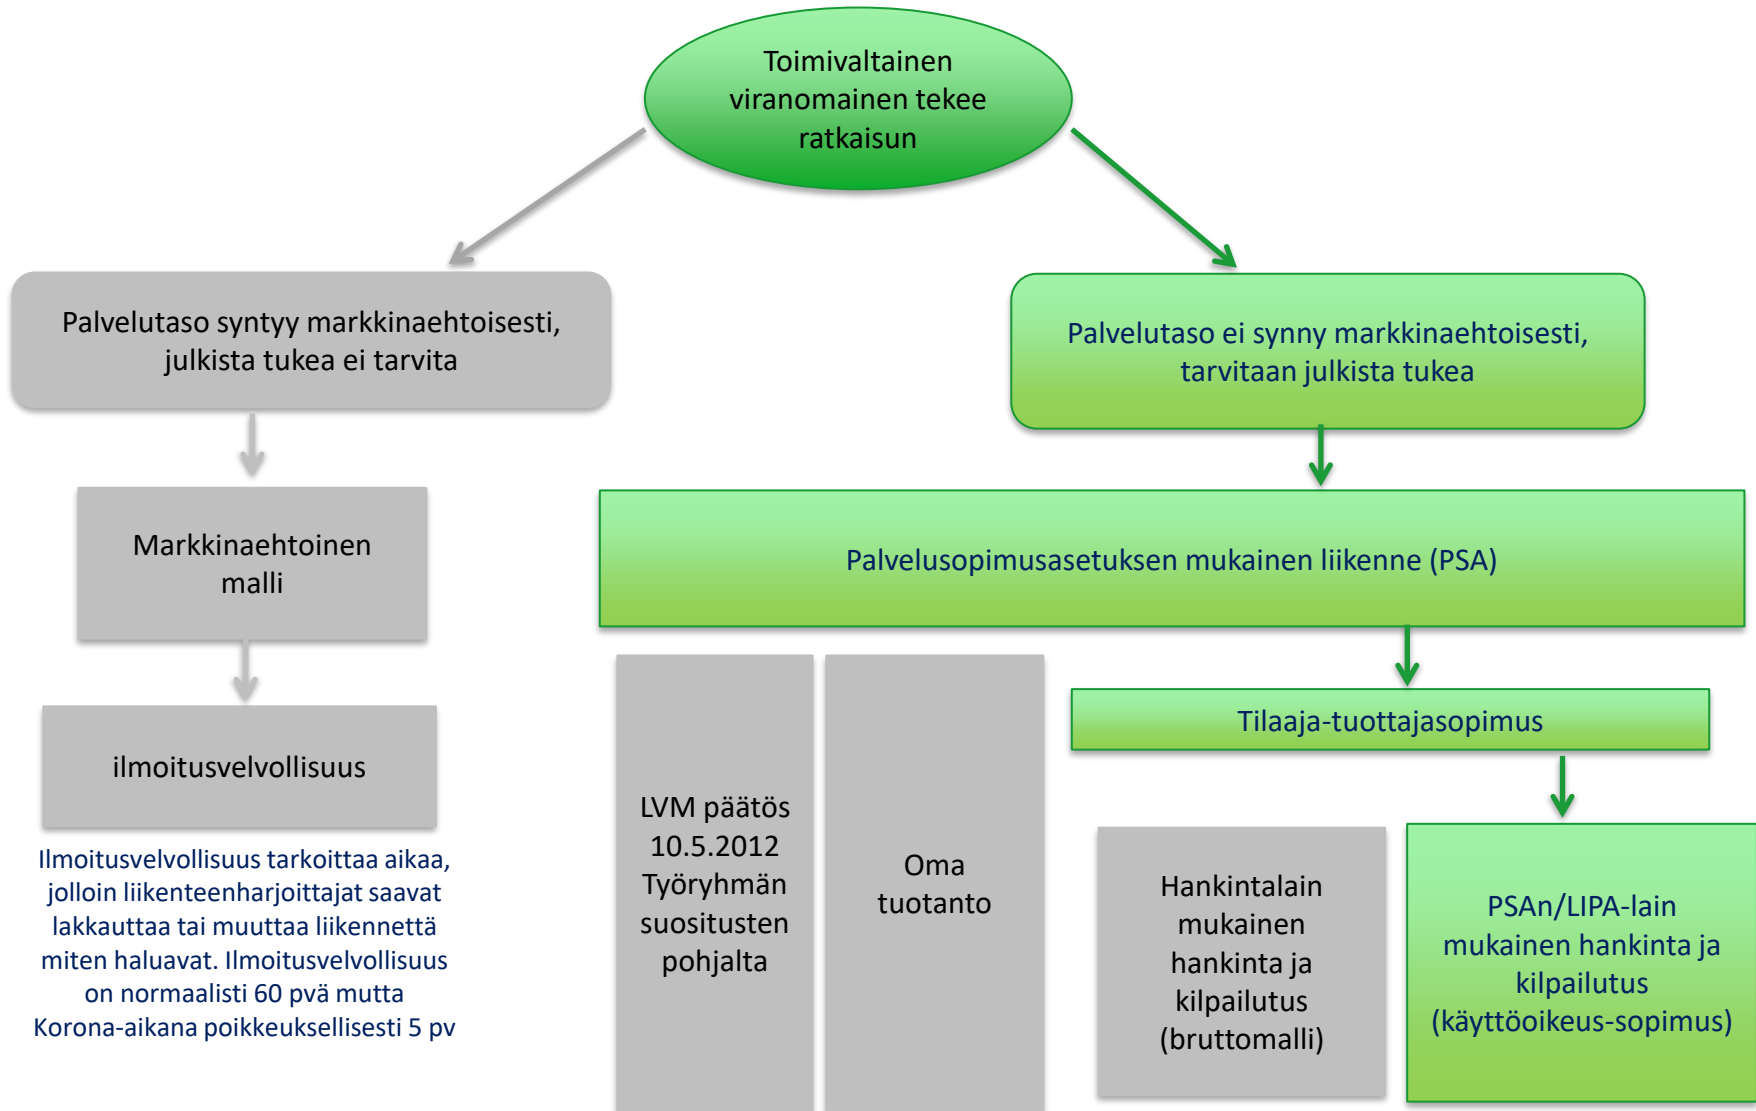 Toimivaltainen
viranomainen tekee
ratkaisun
Palvelutaso syntyy markkinaehtoisesti,
julkista tukea ei tarvita
Palvelutaso ei synny markkinaehtoisesti,
tarvitaan julkista tukea
Markkinaehtoinen
malli
Palvelusopimusasetuksen mukainen liikenne (PSA)
ilmoitusvelvollisuus
Ilmoitusvelvollisuus tarkoittaa aikaa,
jolloin liikenteenharjoittajat saavat
lakkauttaa tai muuttaa liikennettä
miten haluavat. Ilmoitusvelvollisuus
on normaalisti 60 pvä mutta
Korona-aikana poikkeuksellisesti 5 pv
LVM päätös
10.5.2012
Työryhmän
suositusten
pohjalta
Oma
tuotanto
Tilaaja-tuottajasopimus
Hankintalain
mukainen
hankinta ja
kilpailutus
(bruttomalli)
PSAn/LIPA-lain
mukainen hankinta ja
kilpailutus
(käyttöoikeus-sopimus)